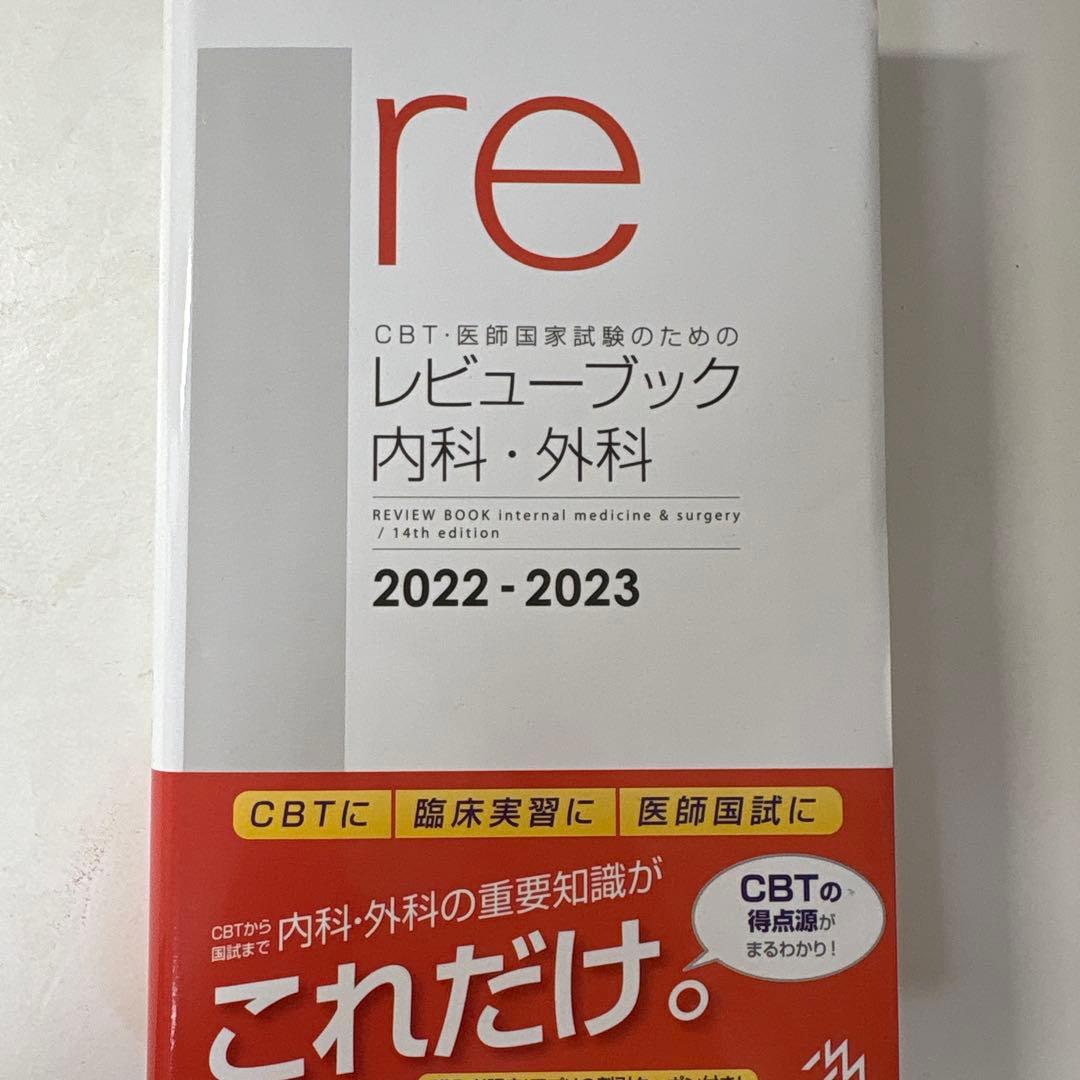 re
CBT・医師国家試験のための
レビューブック
内科・外科
REVIEW BOOK internal medicine & surgery
/ 14th edition
2022-2023
CBTに 臨床実習に 医師国試に
CBTから
国試まで
内科・外科の重要知識が
これだけ。
CBTの
得点源が
まるわかり!